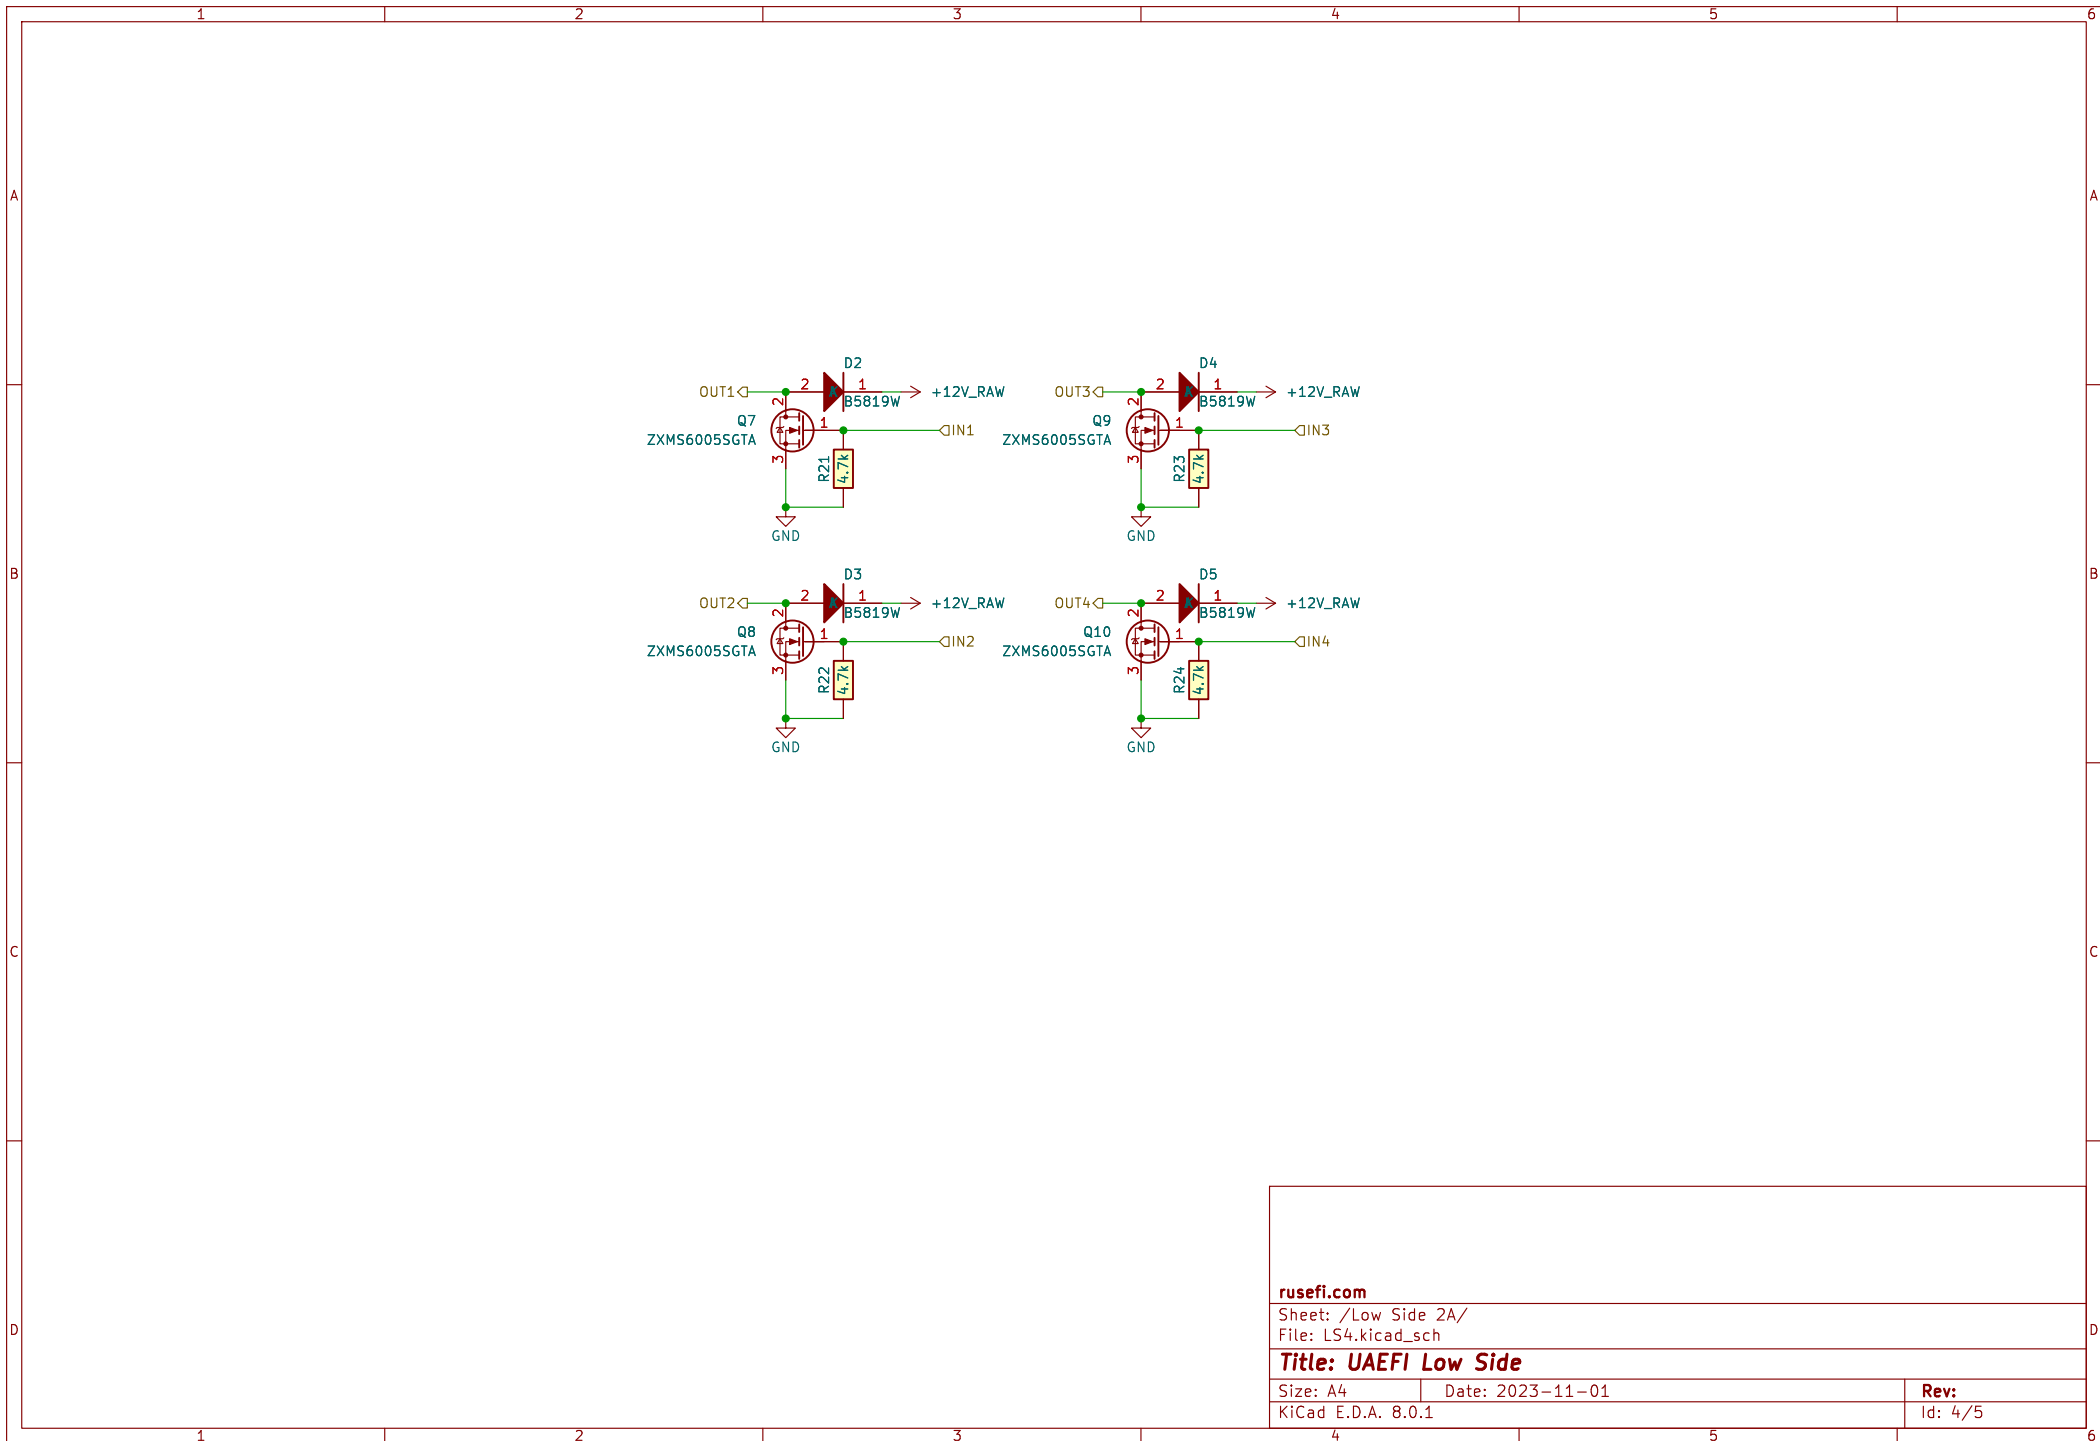 1 2 3 4 5 6
A A
D2 D4
OUT1 2 1 +12V_RAW OUT3 2 1 +12V_RAW
B5819W B5819W
2 2
Q7 1 IN1 Q9 1 IN3
ZXMS6005SGTA ZXMS6005SGTA
3 R21 4.7k 3 R23 4.7k
GND GND
B B
D3 D5
OUT2 2 1 +12V_RAW OUT4 2 1 +12V_RAW
B5819W B5819W
2 2
Q8 1 IN2 Q10 1 IN4
ZXMS6005SGTA ZXMS6005SGTA
3 R22 4.7k 3 R24 4.7k
GND GND
C C
rusefi.com
Sheet: /Low Side 2A/
File: LS4.kicad_sch
D D
Title: UAEFI Low Side
Size: A4 Date: 2023-11-01 Rev:
KiCad E.D.A. 8.0.1 Id: 4/5
1 2 3 4 5 6